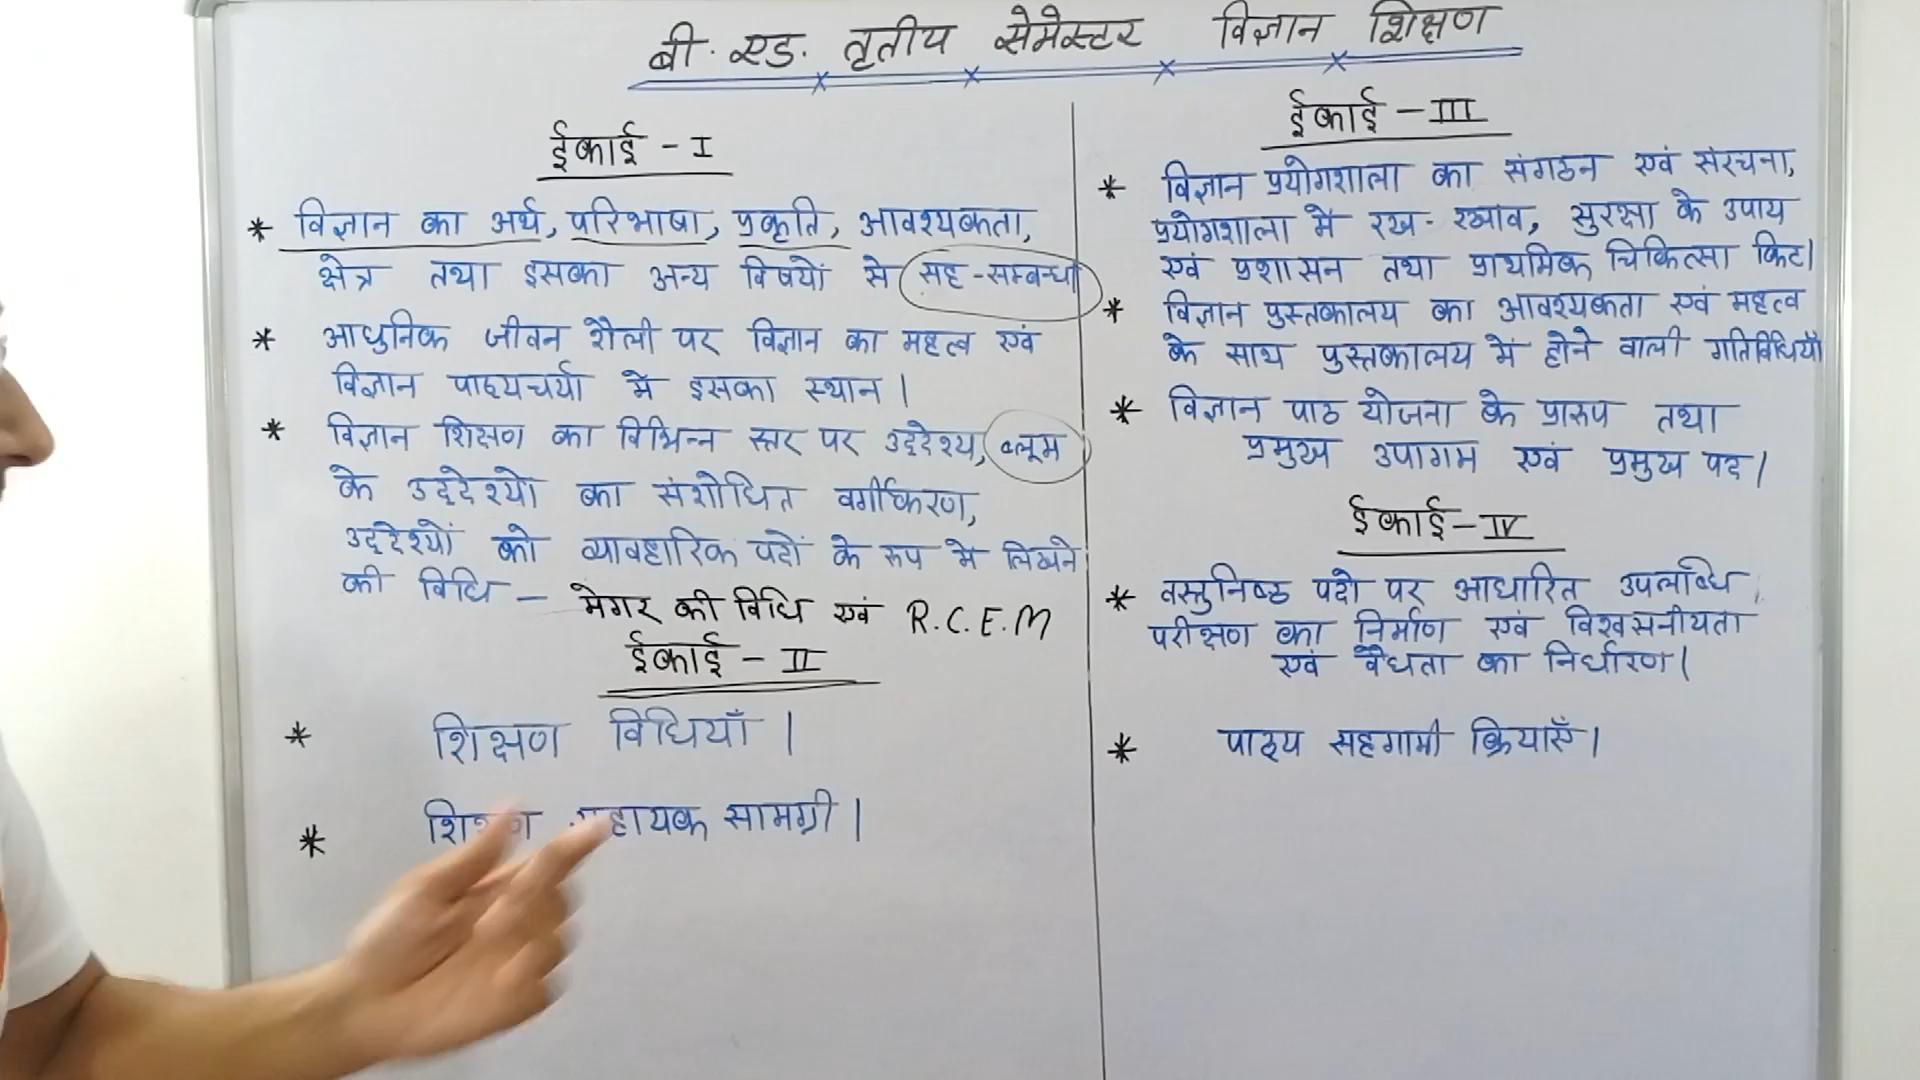 बी. एड. तृतीय सेमेस्टर विज्ञान शिक्षण
ईकाई - I
* विज्ञान का अर्थ, परिभाषा, प्रकृति, आवश्यकता,
क्षेत्र तथा इसका अन्य विषयों से सह-सम्बन्ध।
* आधुनिक जीवन शैली पर विज्ञान का महत्व एवं
विज्ञान पाठ्यचर्या में इसका स्थान।
* विज्ञान शिक्षण का विभिन्न स्तर पर उद्देश्य, ब्लूम
के उद्देश्यो का संशोधित वर्गीकरण,
उद्देश्यों को व्यावहारिक पदों के रूप मे लिखने
की विधि - मेगर की विधि एवं R.C.E.M
ईकाई - II
* शिक्षण विधियाँ।
* शिक्षण सहायक सामग्री।
ईकाई - III
* विज्ञान प्रयोगशाला का संगठन एवं संरचना,
प्रयोगशाला मे रख-रखाव, सुरक्षा के उपाय
एवं प्रशासन तथा प्राथमिक चिकित्सा किट।
* विज्ञान पुस्तकालय का आवश्यकता एवं महत्व
के साथ पुस्तकालय में होने वाली गतिविधियाँ
* विज्ञान पाठ योजना के प्रारुप तथा
प्रमुख उपागम एवं प्रमुख पद।
ईकाई - IV
* वस्तुनिष्ठ पदो पर आधारित उपलब्धि
परीक्षण का निर्माण एवं विश्वसनीयता
एवं वैधता का निर्धारण।
* पाठ्य सहगामी क्रियाएँ।